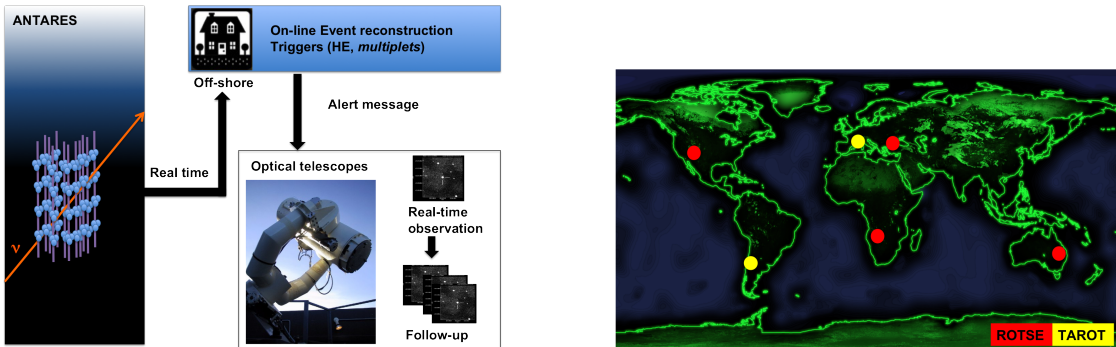 ANTARES
On-line Event reconstruction
Triggers (HE, multiplets)
Off-shore
Alert message
Real time
Optical telescopes
Real-time
observation
Follow-up
ν
ROTSE
TAROT